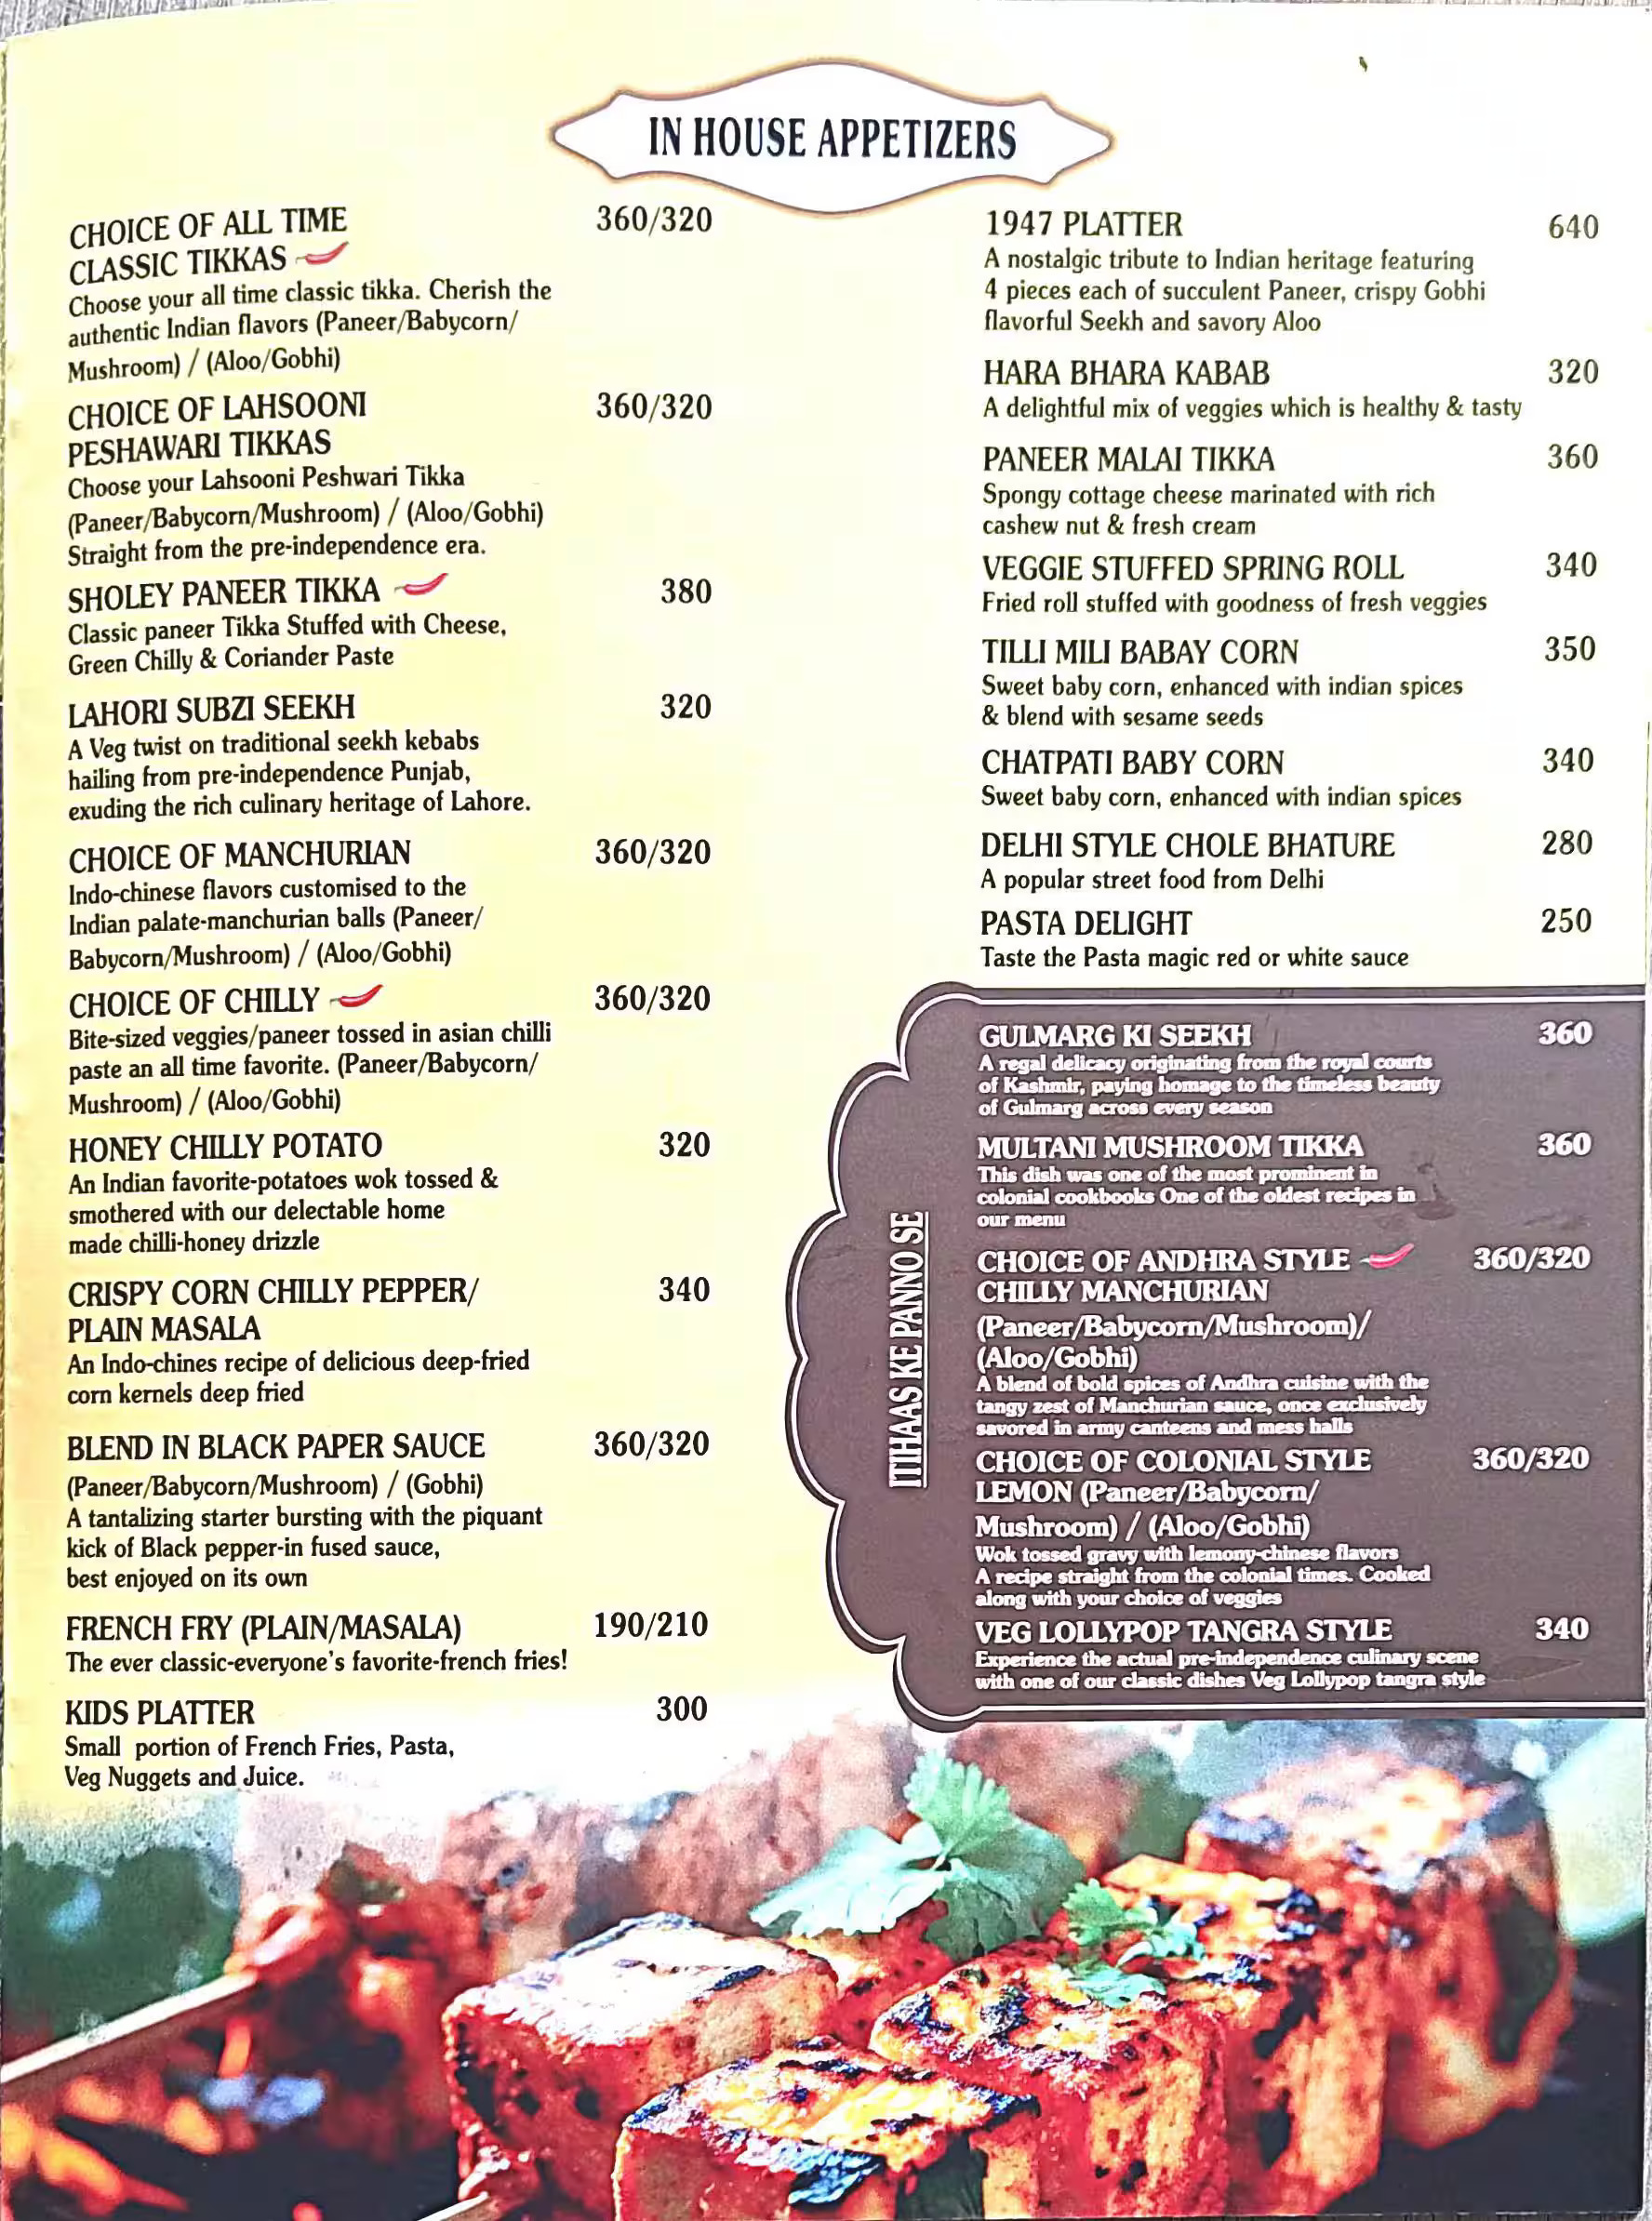 IN HOUSE APPETIZERS
CHOICE OF ALL TIME 360/320
CLASSIC TIKKAS
Choose your all time classic tikka. Cherish the
authentic Indian flavors (Paneer/Babycorn/
Mushroom) / (Aloo/Gobhi)
CHOICE OF LAHSOONI 360/320
PESHAWARI TIKKAS
Choose your Lahsooni Peshwari Tikka
(Paneer/Babycorn/Mushroom) / (Aloo/Gobhi)
Straight from the pre-independence era.
SHOLEY PANEER TIKKA 380
Classic paneer Tikka Stuffed with Cheese,
Green Chilly & Coriander Paste
LAHORI SUBZI SEEKH 320
A Veg twist on traditional seekh kebabs
hailing from pre-independence Punjab,
exuding the rich culinary heritage of Lahore.
CHOICE OF MANCHURIAN 360/320
Indo-chinese flavors customised to the
Indian palate-manchurian balls (Paneer/
Babycorn/Mushroom) / (Aloo/Gobhi)
CHOICE OF CHILLY 360/320
Bite-sized veggies/paneer tossed in asian chilli
paste an all time favorite. (Paneer/Babycorn/
Mushroom) / (Aloo/Gobhi)
HONEY CHILLY POTATO 320
An Indian favorite-potatoes wok tossed &
smothered with our delectable home
made chilli-honey drizzle
CRISPY CORN CHILLY PEPPER/ 340
PLAIN MASALA
An Indo-chines recipe of delicious deep-fried
corn kernels deep fried
BLEND IN BLACK PAPER SAUCE 360/320
(Paneer/Babycorn/Mushroom) / (Gobhi)
A tantalizing starter bursting with the piquant
kick of Black pepper-in fused sauce,
best enjoyed on its own
FRENCH FRY (PLAIN/MASALA) 190/210
The ever classic-everyone's favorite-french fries!
KIDS PLATTER 300
Small portion of French Fries, Pasta,
Veg Nuggets and Juice.
1947 PLATTER 640
A nostalgic tribute to Indian heritage featuring
4 pieces each of succulent Paneer, crispy Gobhi
flavorful Seekh and savory Aloo
HARA BHARA KABAB 320
A delightful mix of veggies which is healthy & tasty
PANEER MALAI TIKKA 360
Spongy cottage cheese marinated with rich
cashew nut & fresh cream
VEGGIE STUFFED SPRING ROLL 340
Fried roll stuffed with goodness of fresh veggies
TILLI MILI BABAY CORN 350
Sweet baby corn, enhanced with indian spices
& blend with sesame seeds
CHATPATI BABY CORN 340
Sweet baby corn, enhanced with indian spices
DELHI STYLE CHOLE BHATURE 280
A popular street food from Delhi
PASTA DELIGHT 250
Taste the Pasta magic red or white sauce
ITIHAAS KE PANNO SE
GULMARG KI SEEKH 360
A regal delicacy originating from the royal courts
of Kashmir, paying homage to the timeless beauty
of Gulmarg across every season
MULTANI MUSHROOM TIKKA 360
This dish was one of the most prominent in
colonial cookbooks One of the oldest recipes in
our menu
CHOICE OF ANDHRA STYLE 360/320
CHILLY MANCHURIAN
(Paneer/Babycorn/Mushroom)/
(Aloo/Gobhi)
A blend of bold spices of Andhra cuisine with the
tangy zest of Manchurian sauce, once exclusively
savored in army canteens and mess halls
CHOICE OF COLONIAL STYLE 360/320
LEMON (Paneer/Babycorn/
Mushroom) / (Aloo/Gobhi)
Wok tossed gravy with lemony-chinese flavors
A recipe straight from the colonial times. Cooked
along with your choice of veggies
VEG LOLLYPOP TANGRA STYLE 340
Experience the actual pre-independence culinary scene
with one of our classic dishes Veg Lollypop tangra style